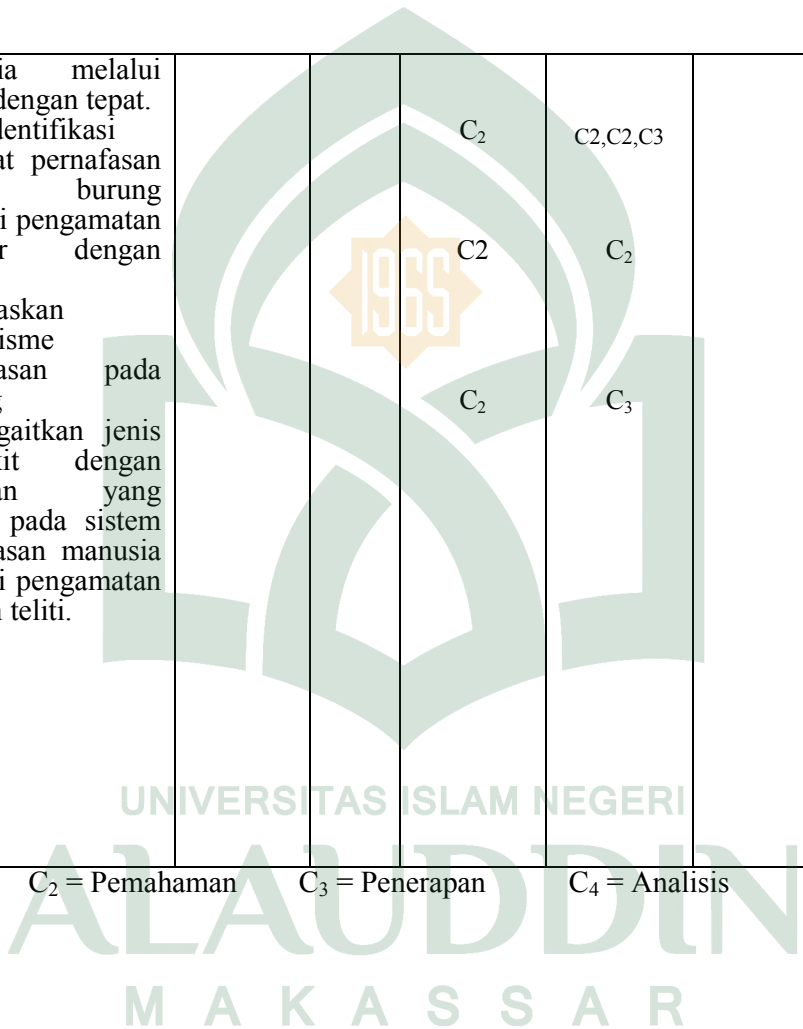 ia melalui
dengan tepat.
dentifikasi
at pernafasan
burung
i pengamatan
r dengan
askan
isme
asan pada
g
gaitkan jenis
kit dengan
an yang
pada sistem
asan manusia
i pengamatan
n teliti.
C₂ C2,C2,C3
C2 C₂
C₂ C₃
1965
UNIVERSITAS ISLAM NEGERI
C₂ = Pemahaman C₃ = Penerapan C₄ = Analisis
ALAUDDIN
MAKASSAR